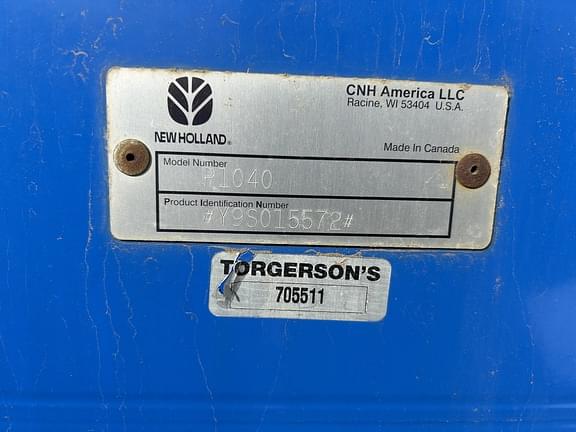 CNH America LLC
Racine, WI 53404 U.S.A.
NEW HOLLAND®
Made In Canada
Model Number
P1040
Product Identification Number
#Y9S015572#
TORGERSON'S
705511